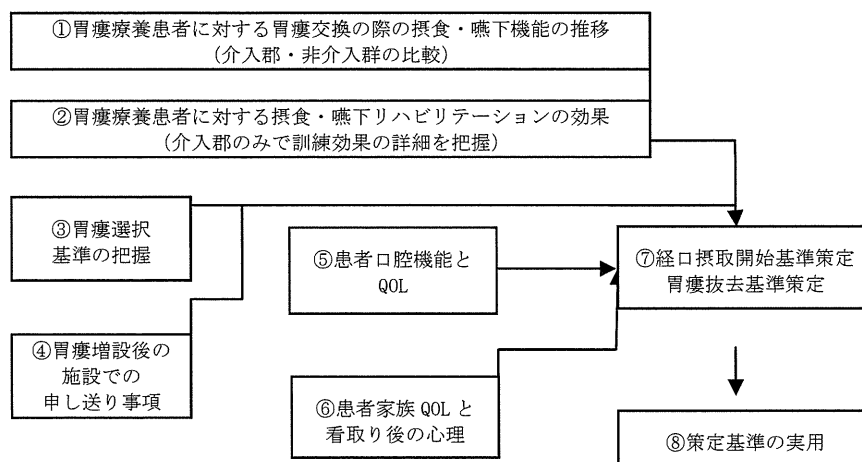 ①胃瘻療養患者に対する胃瘻交換の際の摂食・嚥下機能の推移
(介入郡・非介入群の比較)
②胃瘻療養患者に対する摂食・嚥下リハビリテーションの効果
(介入郡のみで訓練効果の詳細を把握)
③胃瘻選択
基準の把握
④胃瘻増設後の
施設での
申し送り事項
⑤患者口腔機能と
QOL
⑥患者家族 QOL と
看取り後の心理
⑦経口摂取開始基準策定
胃瘻抜去基準策定
⑧策定基準の実用